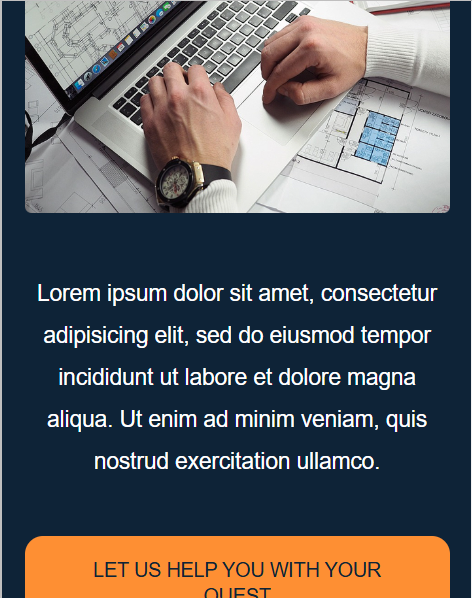 Lorem ipsum dolor sit amet, consectetur
adipisicing elit, sed do eiusmod tempor
incididunt ut labore et dolore magna
aliqua. Ut enim ad minim veniam, quis
nostrud exercitation ullamco.
LET US HELP YOU WITH YOUR
QUEST